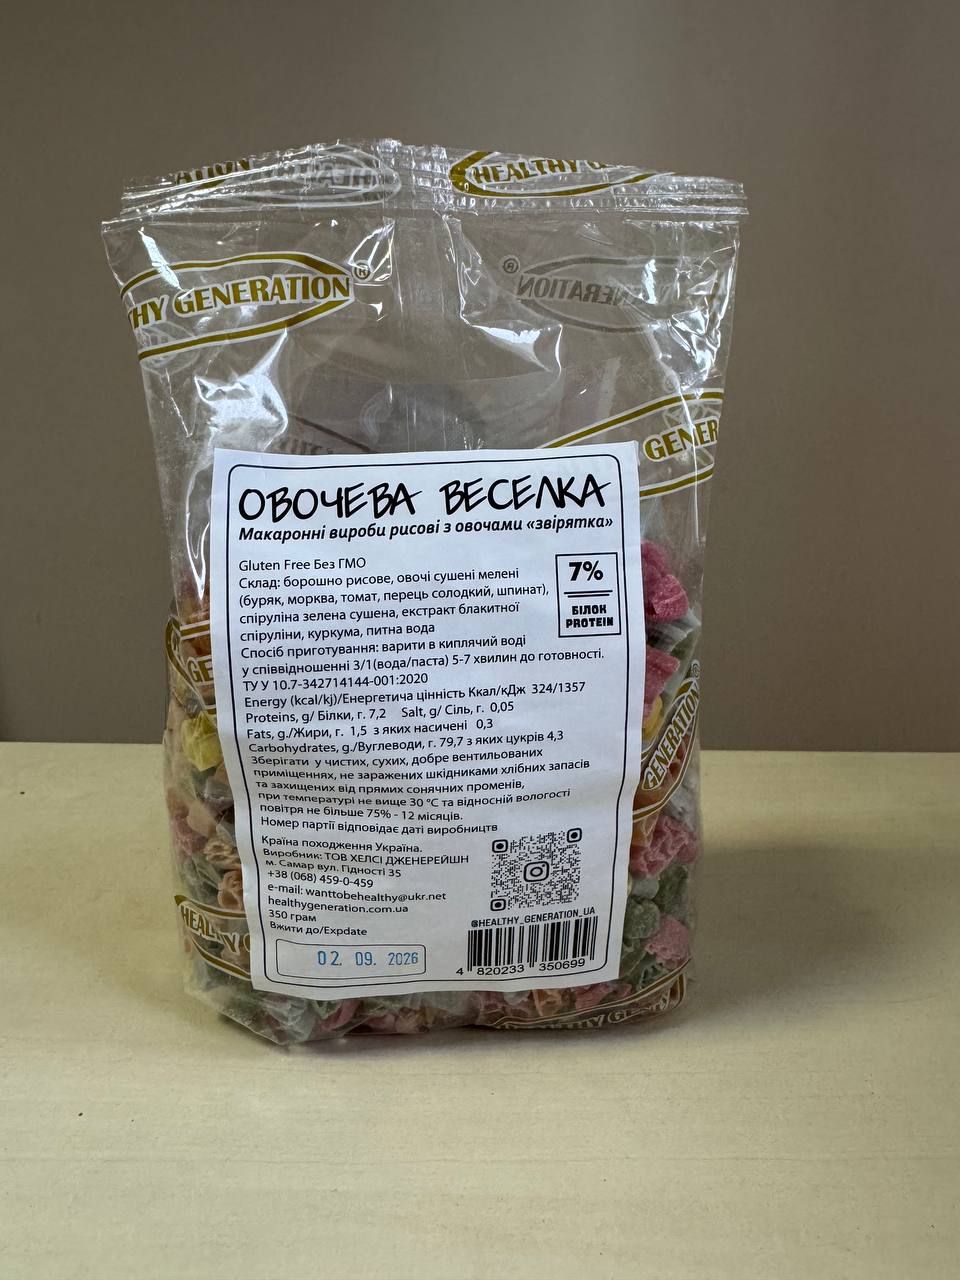 HEALTHY GE
THY GENERATION®
GENER
ОВОЧЕВА ВЕСЕЛКА
Макаронні вироби рисові з овочами «звірятка»
Gluten Free Без ГМО
Склад: борошно рисове, овочі сушені мелені
(буряк, морква, томат, перець солодкий, шпинат),
спіруліна зелена сушена, екстракт блакитної
спіруліни, куркума, питна вода
7%
БІЛОК
PROTEIN
Спосіб приготування: варити в киплячий воді
у співвідношенні 3/1(вода/паста) 5-7 хвилин до готовності.
ТУ У 10.7-342714144-001:2020
Energy (kcal/kj)/Енергетича цінність Ккал/кДж 324/1357
Proteins, g/ Білки, г. 7,2 Salt, g/ Сіль, г. 0,05
Fats, g./Жири, г. 1,5 з яких насичені 0,3
Carbohydrates, g./Вуглеводи, г. 79,7 з яких цукрів 4,3
Зберігати у чистих, сухих, добре вентильованих
приміщеннях, не заражених шкідниками хлібних запасів
та захищених від прямих сонячних променів,
при температурі не вище 30 °C та відносній вологості
повітря не більше 75% - 12 місяців.
Номер партії відповідає даті виробництв
Країна походження Україна.
Виробник: ТОВ ХЕЛСІ ДЖЕНЕРЕЙШН
м. Самар вул. Гідності 35
+38 (068) 459-0-459
e-mail: wanttobehealthy@ukr.net
healthygeneration.com.ua
350 грам
Вжити до/Expdate
02. 09. 2026
@HEALTHY_GENERATION_UA
4 820233 350699
GENERATION
HEALTHY G
THY GENE